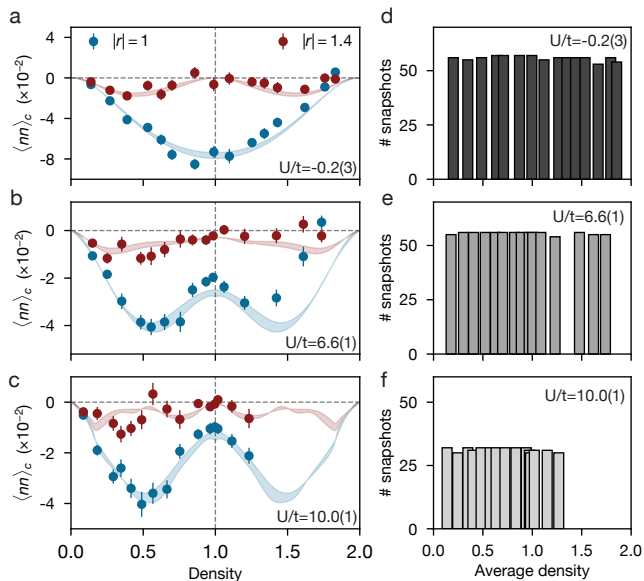 a
|r| = 1
|r| = 1.4
4
0
-4
-8
⟨nn⟩c (×10⁻²)
U/t=-0.2(3)
b
0
-2
-4
⟨nn⟩c (×10⁻²)
U/t=6.6(1)
c
0
-2
-4
-6
⟨nn⟩c (×10⁻²)
U/t=10.0(1)
0.0 0.5 1.0 1.5 2.0
Density
d
50
0
# snapshots
U/t=-0.2(3)
e
50
0
# snapshots
U/t=6.6(1)
f
50
25
0
# snapshots
U/t=10.0(1)
0.0 0.5 1.0 1.5 2.0
Average density